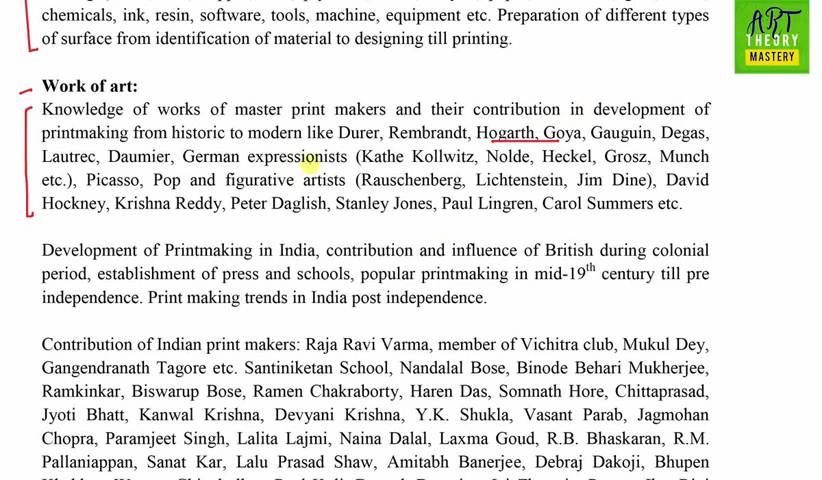 chemicals, ink, resin, software, tools, machine, equipment etc. Preparation of different types
of surface from identification of material to designing till printing.
ART
THEORY
MASTERY
Work of art:
Knowledge of works of master print makers and their contribution in development of
printmaking from historic to modern like Durer, Rembrandt, Hogarth, Goya, Gauguin, Degas,
Lautrec, Daumier, German expressionists (Kathe Kollwitz, Nolde, Heckel, Grosz, Munch
etc.), Picasso, Pop and figurative artists (Rauschenberg, Lichtenstein, Jim Dine), David
Hockney, Krishna Reddy, Peter Daglish, Stanley Jones, Paul Lingren, Carol Summers etc.
Development of Printmaking in India, contribution and influence of British during colonial
period, establishment of press and schools, popular printmaking in mid-19th century till pre
independence. Print making trends in India post independence.
Contribution of Indian print makers: Raja Ravi Varma, member of Vichitra club, Mukul Dey,
Gangendranath Tagore etc. Santiniketan School, Nandalal Bose, Binode Behari Mukherjee,
Ramkinkar, Biswarup Bose, Ramen Chakraborty, Haren Das, Somnath Hore, Chittaprasad,
Jyoti Bhatt, Kanwal Krishna, Devyani Krishna, Y.K. Shukla, Vasant Parab, Jagmohan
Chopra, Paramjeet Singh, Lalita Lajmi, Naina Dalal, Laxma Goud, R.B. Bhaskaran, R.M.
Pallaniappan, Sanat Kar, Lalu Prasad Shaw, Amitabh Banerjee, Debraj Dakoji, Bhupen